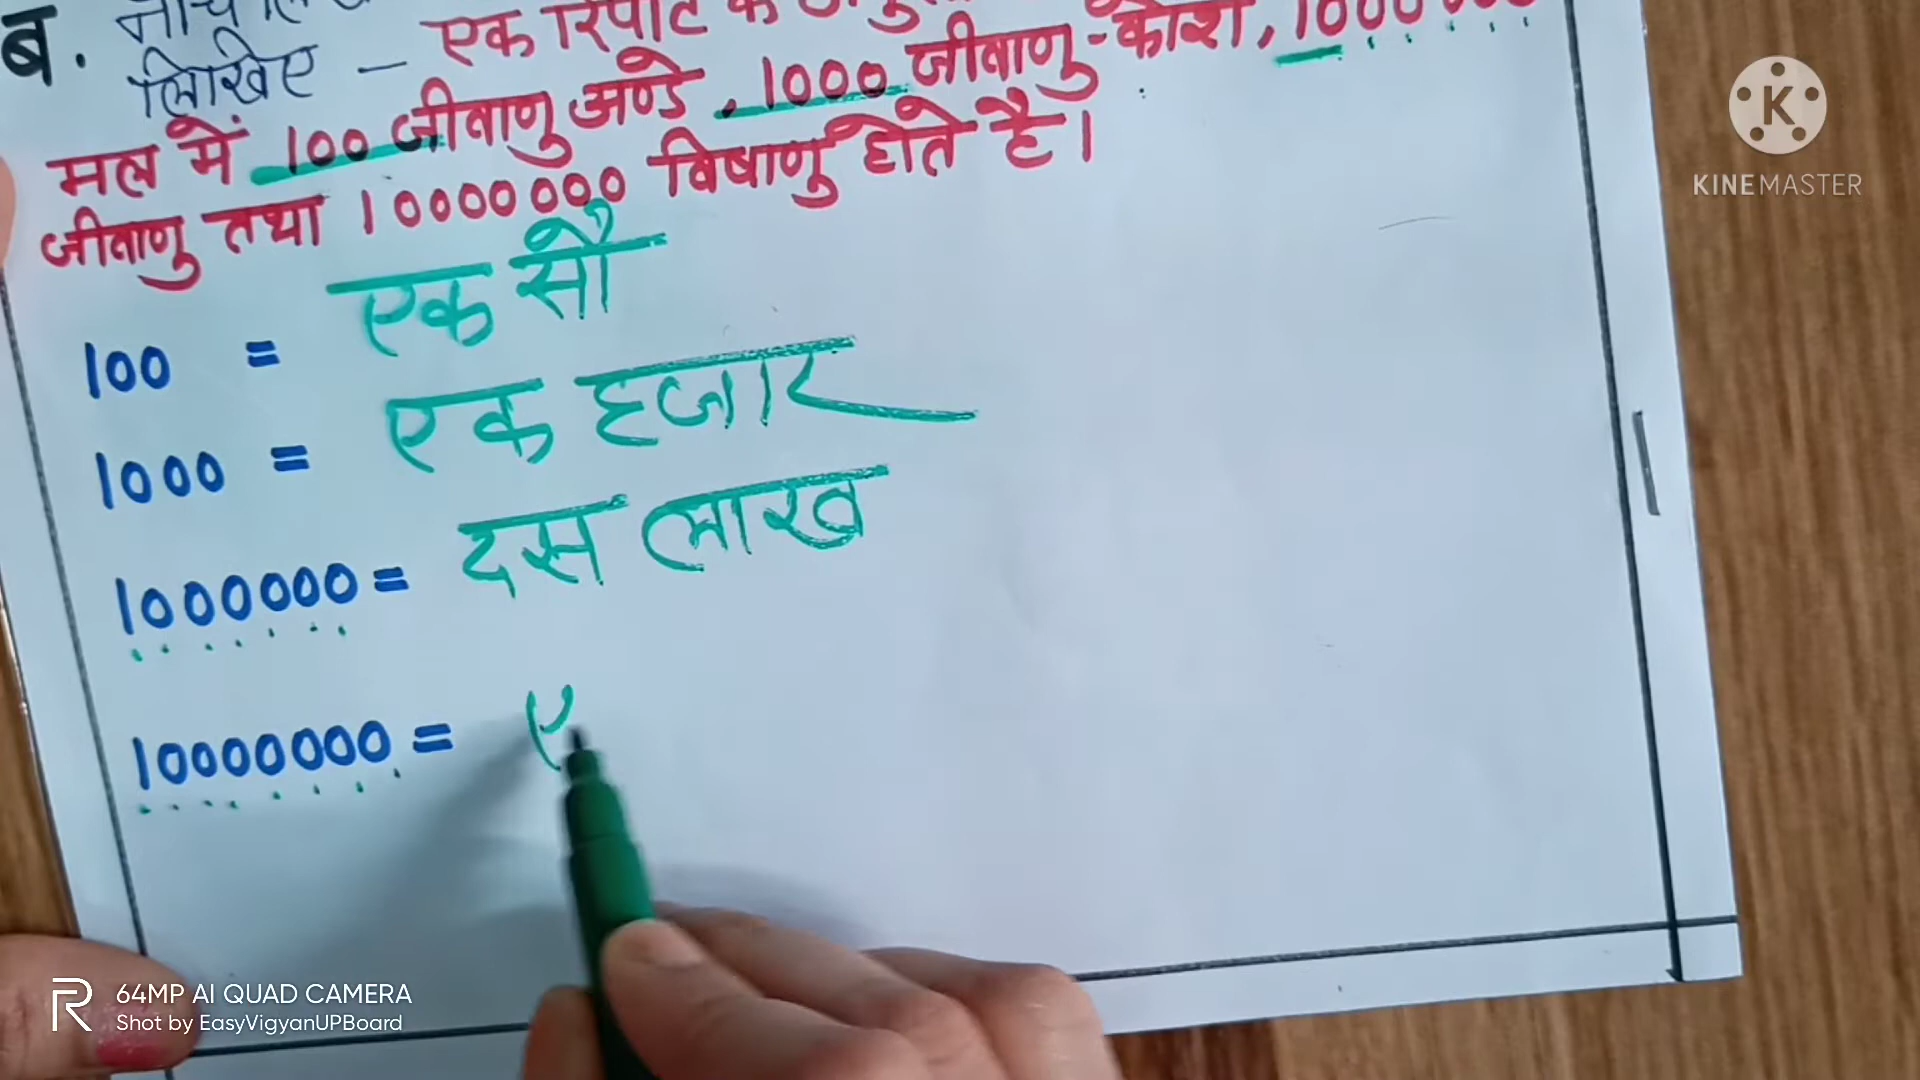 ब.
लिखिए – एक रिपोर्ट के
मल में 100 जीवाणु अण्डे, 1000 जीवाणु-कोश, 1000000
जीवाणु तथा 10000000 विषाणु होते है।
100 = एक सौ
1000 = एक हजार
1000000 = दस लाख
10000000 = ए
K
KINEMASTER
R
64MP AI QUAD CAMERA
Shot by EasyVigyanUPBoard